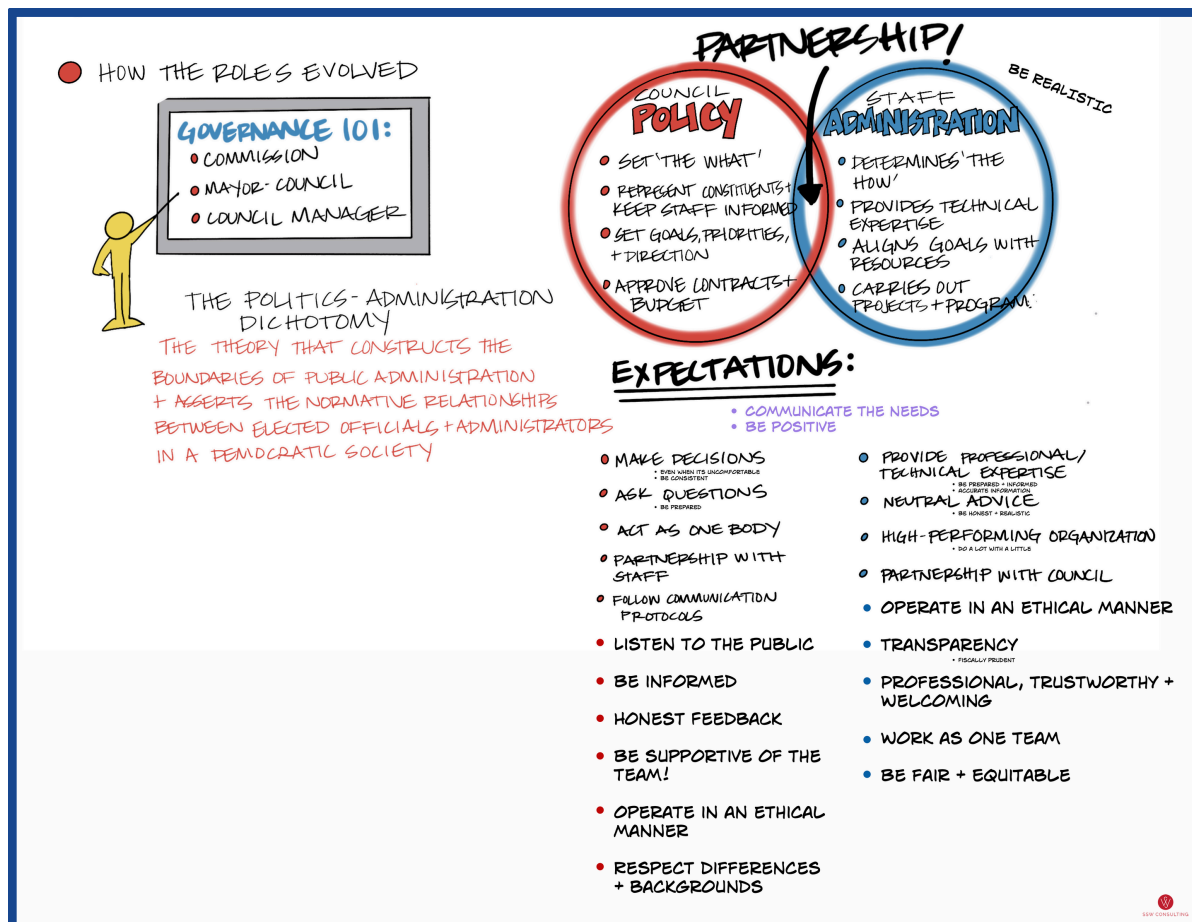 HOW THE ROLES EVOLVED
GOVERNANCE 101:
• COMMISSION
• MAYOR-COUNCIL
• COUNCIL MANAGER
THE POLITICS-ADMINISTRATION
DICHOTOMY
THE THEORY THAT CONSTRUCTS THE
BOUNDARIES OF PUBLIC ADMINISTRATION
+ ASSERTS THE NORMATIVE RELATIONSHIPS
BETWEEN ELECTED OFFICIALS + ADMINISTRATORS
IN A DEMOCRATIC SOCIETY
PARTNERSHIP!
BE REALISTIC
COUNCIL
POLICY
• SET 'THE WHAT'
• REPRESENT CONSTITUENTS +
KEEP STAFF INFORMED
• SET GOALS, PRIORITIES,
+ DIRECTION
• APPROVE CONTRACTS +
BUDGET
STAFF
ADMINISTRATION
• DETERMINES 'THE
HOW'
• PROVIDES TECHNICAL
EXPERTISE
• ALIGNS GOALS WITH
RESOURCES
• CARRIES OUT
PROJECTS + PROGRAM.
EXPECTATIONS:
• COMMUNICATE THE NEEDS
• BE POSITIVE
• MAKE DECISIONS
• EVEN WHEN ITS UNCOMFORTABLE
• BE CONSISTENT
• ASK QUESTIONS
• BE PREPARED
• ACT AS ONE BODY
• PARTNERSHIP WITH
STAFF
• FOLLOW COMMUNICATION
PROTOCOLS
• LISTEN TO THE PUBLIC
• BE INFORMED
• HONEST FEEDBACK
• BE SUPPORTIVE OF THE
TEAM!
• OPERATE IN AN ETHICAL
MANNER
• RESPECT DIFFERENCES
+ BACKGROUNDS
• PROVIDE PROFESSIONAL/
TECHNICAL EXPERTISE
• BE PREPARED + INFORMED
• ACCURATE INFORMATION
• NEUTRAL ADVICE
• BE HONEST + REALISTIC
• HIGH-PERFORMING ORGANIZATION
• DO A LOT WITH A LITTLE
• PARTNERSHIP WITH COUNCIL
• OPERATE IN AN ETHICAL MANNER
• TRANSPARENCY
• FISCALLY PRUDENT
• PROFESSIONAL, TRUSTWORTHY +
WELCOMING
• WORK AS ONE TEAM
• BE FAIR + EQUITABLE
W
SSW CONSULTING